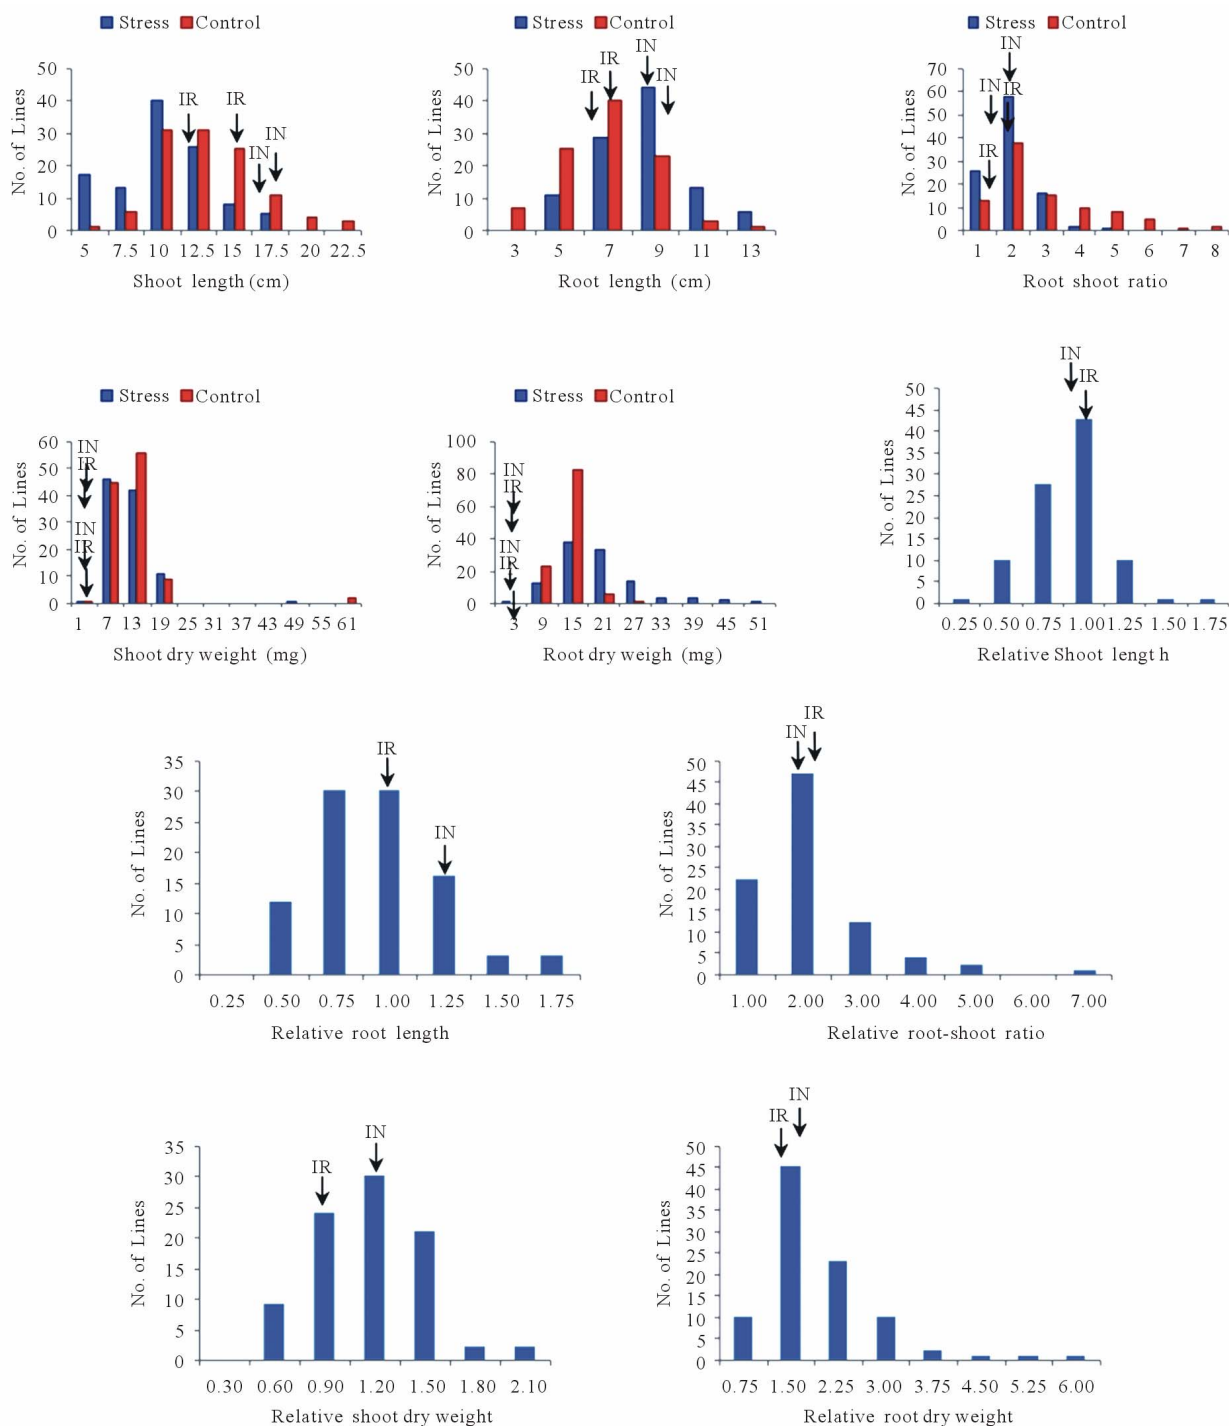 Stress Control
No. of Lines
50
40
30
20
10
0
IR
IR
IN
IN
5 7.5 10 12.5 15 17.5 20 22.5
Shoot length (cm)
Stress Control
No. of Lines
50
40
30
20
10
0
IR
IR
IN
IN
3 5 7 9 11 13
Root length (cm)
Stress Control
No. of Lines
70
60
50
40
30
20
10
0
IN
IN
IR
IR
1 2 3 4 5 6 7 8
Root shoot ratio
Stress Control
No. of Lines
60
50
40
30
20
10
0
IN
IR
IN
IR
1 7 13 19 25 31 37 43 49 55 61
Shoot dry weight (mg)
Stress Control
No. of Lines
100
80
60
40
20
0
IN
IR
IN
IR
3 9 15 21 27 33 39 45 51
Root dry weigh (mg)
No. of Lines
50
45
40
35
30
25
20
15
10
5
0
IN
IR
0.25 0.50 0.75 1.00 1.25 1.50 1.75
Relative Shoot length
No. of Lines
35
30
25
20
15
10
5
0
IR
IN
0.25 0.50 0.75 1.00 1.25 1.50 1.75
Relative root length
No. of Lines
50
45
40
35
30
25
20
15
10
5
0
IR
IN
1.00 2.00 3.00 4.00 5.00 6.00 7.00
Relative root-shoot ratio
No. of Lines
35
30
25
20
15
10
5
0
IN
IR
0.30 0.60 0.90 1.20 1.50 1.80 2.10
Relative shoot dry weight
No. of Lines
50
45
40
35
30
25
20
15
10
5
0
IN
IR
0.75 1.50 2.25 3.00 3.75 4.50 5.25 6.00
Relative root dry weight